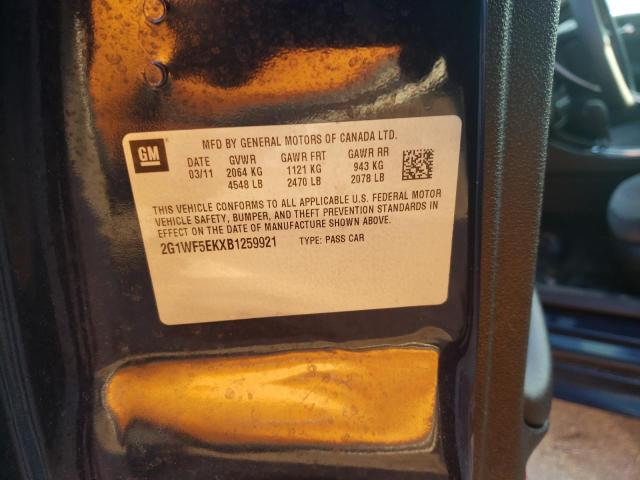 GM
MFD BY GENERAL MOTORS OF CANADA LTD.
DATE GVWR GAWR FRT GAWR RR
03/11 2064 KG 1121 KG 943 KG
4548 LB 2470 LB 2078 LB
THIS VEHICLE CONFORMS TO ALL APPLICABLE U.S. FEDERAL MOTOR
VEHICLE SAFETY, BUMPER, AND THEFT PREVENTION STANDARDS IN
EFFECT ON THE DATE OF MANUFACTURE SHOWN ABOVE.
2G1WF5EKXB1259921 TYPE: PASS CAR